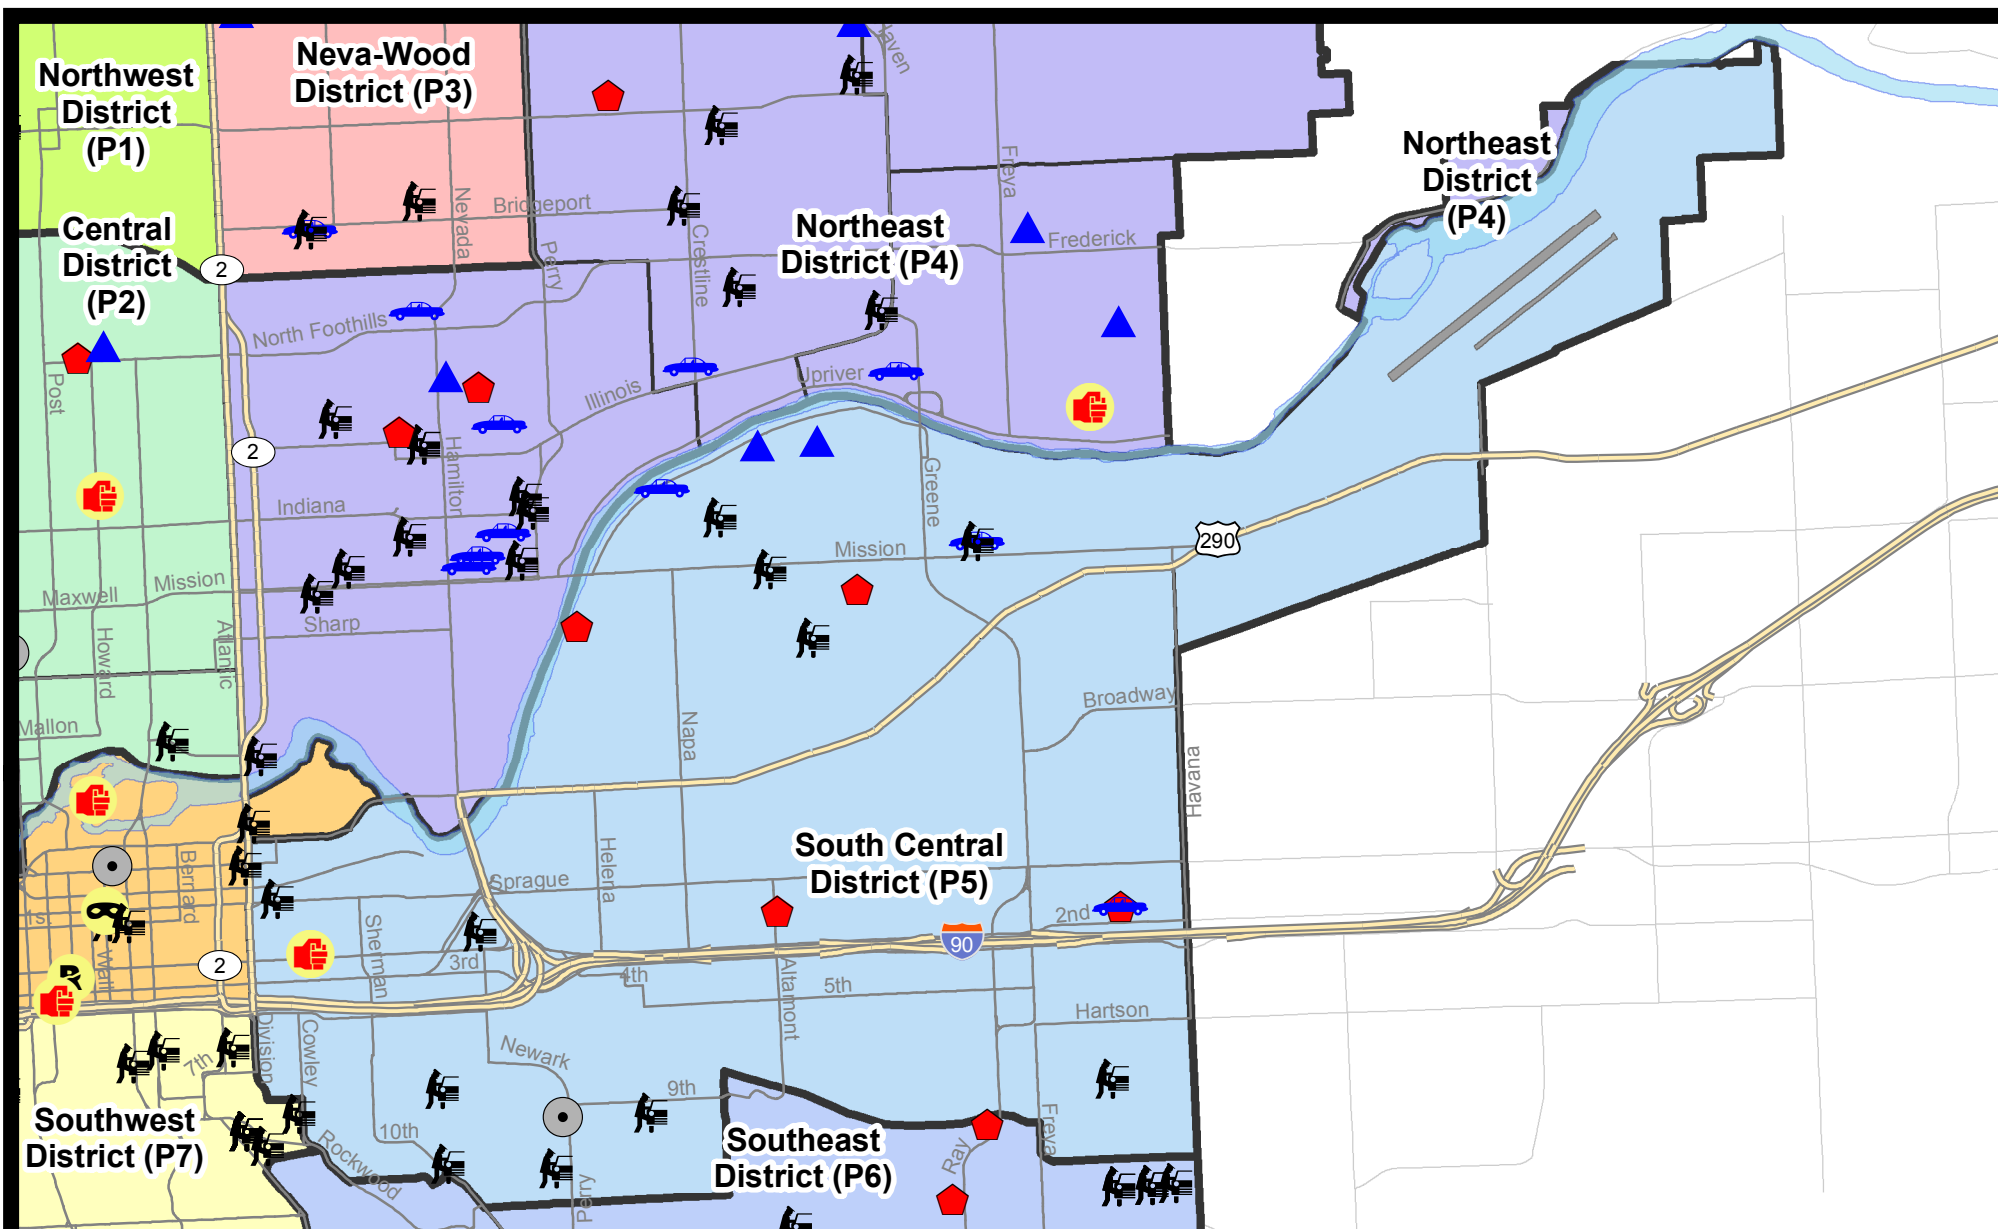 Northwest
District
(P1)
Neva-Wood
District (P3)
Central
District
(P2)
Northeast
District (P4)
Northeast
District
(P4)
South Central
District (P5)
Southeast
District (P6)
Southwest
District (P7)
Bridgeport
Nevada
Perry
Crestline
Freya
Frederick
North Foothills
Illinois
Upriver
Post
Hamilton
Greene
Indiana
Mission
Mission
Maxwell
Howard
Atlantic
Sharp
Mallon
Napa
Broadway
Havana
Helena
Sprague
Bernard
Sherman
3rd
4th
5th
2nd
Altamont
Hartson
Wall
Division
Cowley
7th
Newark
9th
10th
Rockwood
Perry
Ray
Freya
2
2
2
290
90